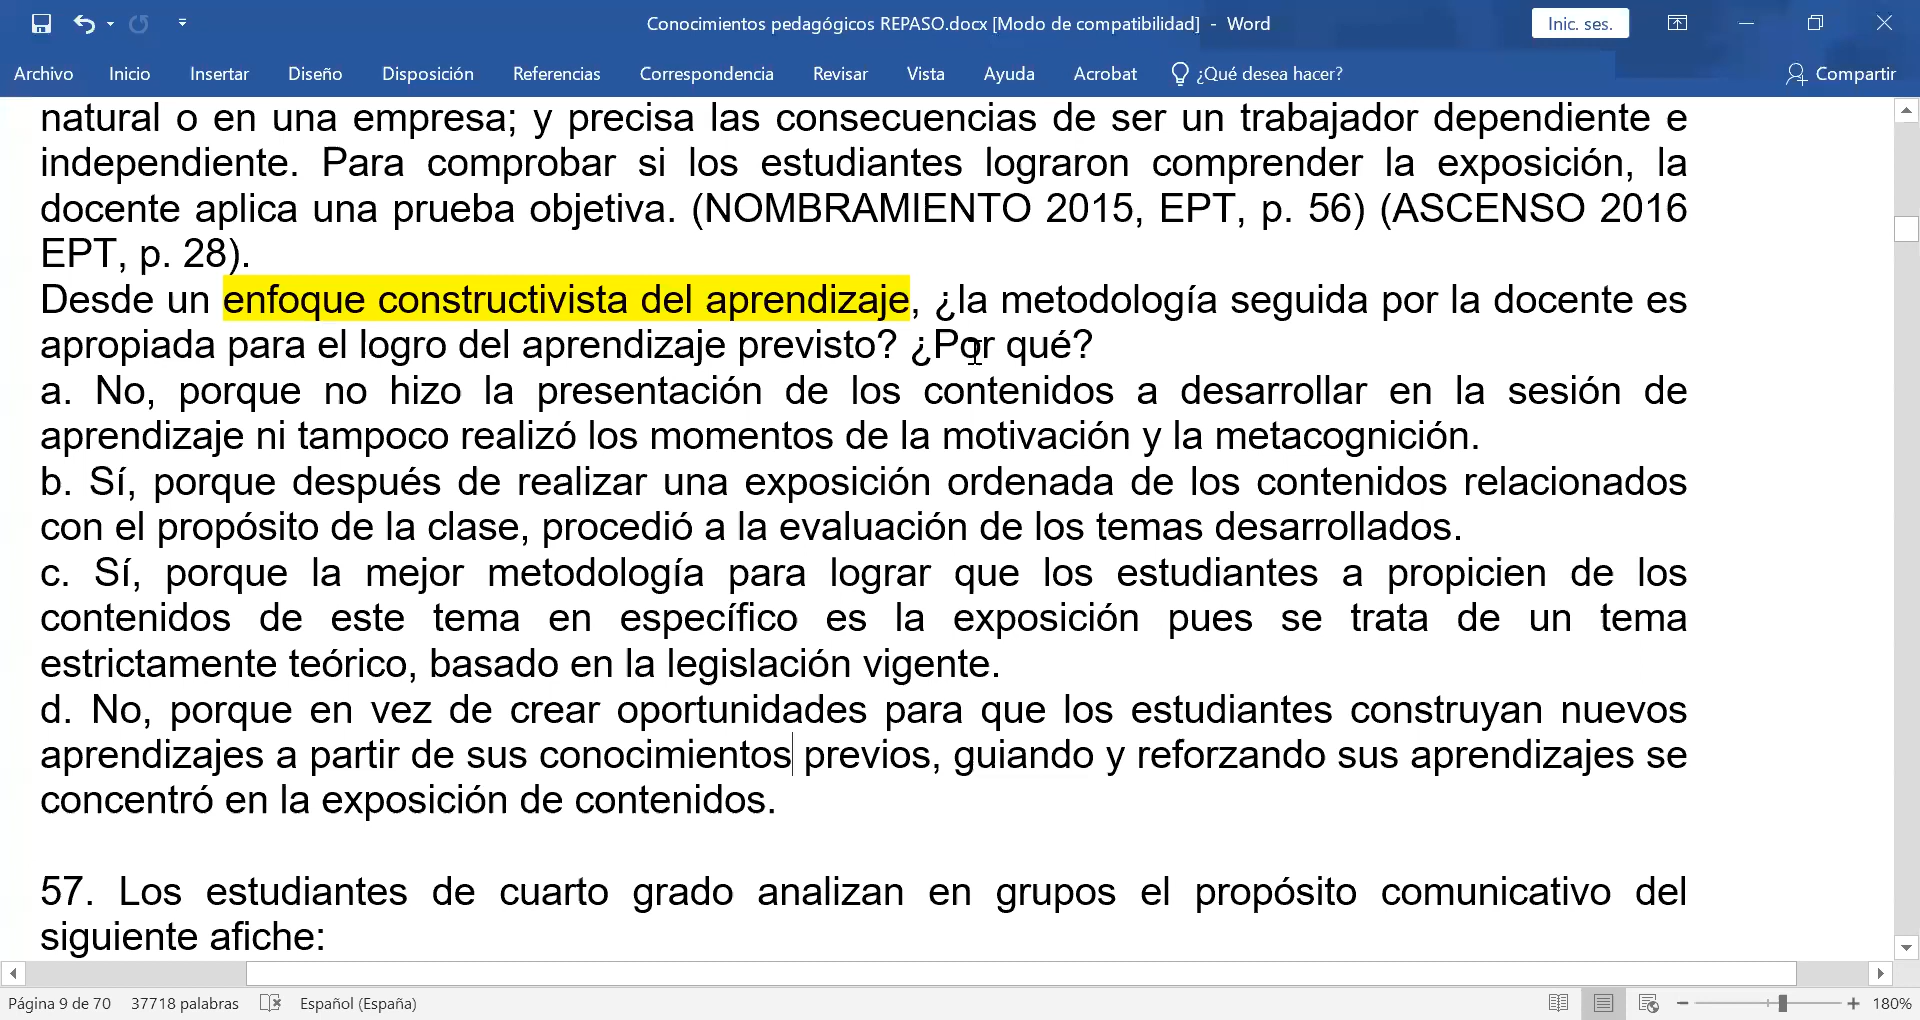 Conocimientos pedagógicos REPASO.docx [Modo de compatibilidad] - Word
Inic. ses.
Archivo Inicio Insertar Diseño Disposición Referencias Correspondencia Revisar Vista Ayuda Acrobat ¿Qué desea hacer? Compartir
natural o en una empresa; y precisa las consecuencias de ser un trabajador dependiente e
independiente. Para comprobar si los estudiantes lograron comprender la exposición, la
docente aplica una prueba objetiva. (NOMBRAMIENTO 2015, EPT, p. 56) (ASCENSO 2016
EPT, p. 28).
Desde un enfoque constructivista del aprendizaje, ¿la metodología seguida por la docente es
apropiada para el logro del aprendizaje previsto? ¿Por qué?
a. No, porque no hizo la presentación de los contenidos a desarrollar en la sesión de
aprendizaje ni tampoco realizó los momentos de la motivación y la metacognición.
b. Sí, porque después de realizar una exposición ordenada de los contenidos relacionados
con el propósito de la clase, procedió a la evaluación de los temas desarrollados.
c. Sí, porque la mejor metodología para lograr que los estudiantes a propicien de los
contenidos de este tema en específico es la exposición pues se trata de un tema
estrictamente teórico, basado en la legislación vigente.
d. No, porque en vez de crear oportunidades para que los estudiantes construyan nuevos
aprendizajes a partir de sus conocimientos previos, guiando y reforzando sus aprendizajes se
concentró en la exposición de contenidos.
57. Los estudiantes de cuarto grado analizan en grupos el propósito comunicativo del
siguiente afiche:
Página 9 de 70 37718 palabras Español (España) 180%